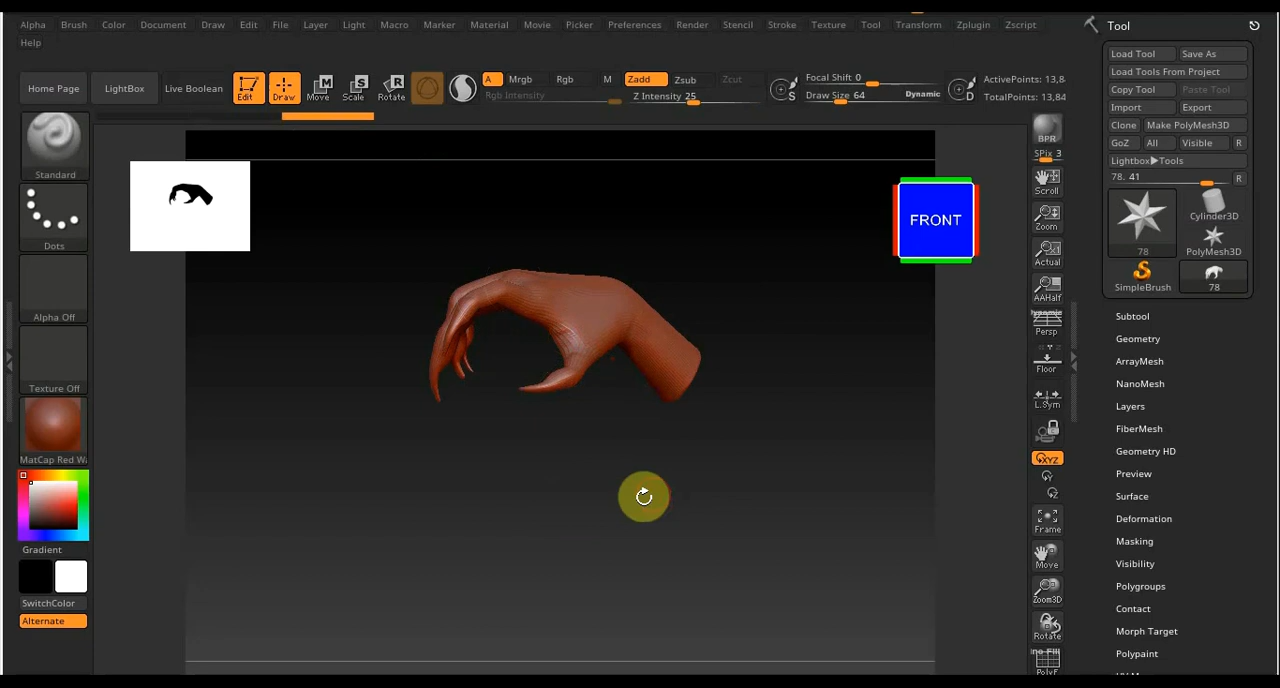 Alpha Brush Color Document Draw Edit File Layer Light Macro Marker Material Movie Picker Preferences Render Stencil Stroke Texture Tool Transform Zplugin Zscript
Help
Tool
Home Page
LightBox
Live Boolean
Edit
Draw
Move
Scale
Rotate
A
Mrgb
Rgb
M
Rgb Intensity
Zadd
Zsub
Zcut
Z Intensity 25
S
Focal Shift 0
Draw Size 64
Dynamic
D
ActivePoints: 13,8
TotalPoints: 13,84
Load Tool
Save As
Load Tools From Project
Copy Tool
Paste Tool
Import
Export
Clone
Make PolyMesh3D
GoZ
All
Visible
R
Lightbox▶Tools
78. 41
R
78
Cylinder3D
PolyMesh3D
SimpleBrush
78
Standard
Dots
Alpha Off
Texture Off
MatCap Red Wa
Gradient
SwitchColor
Alternate
FRONT
BPR
SPix 3
Scroll
Zoom
Actual
AAHalf
Dynamic
Persp
Floor
L.Sym
XYZ
Y
Z
Frame
Move
Zoom3D
Rotate
PolyF
Subtool
Geometry
ArrayMesh
NanoMesh
Layers
FiberMesh
Geometry HD
Preview
Surface
Deformation
Masking
Visibility
Polygroups
Contact
Morph Target
Polypaint